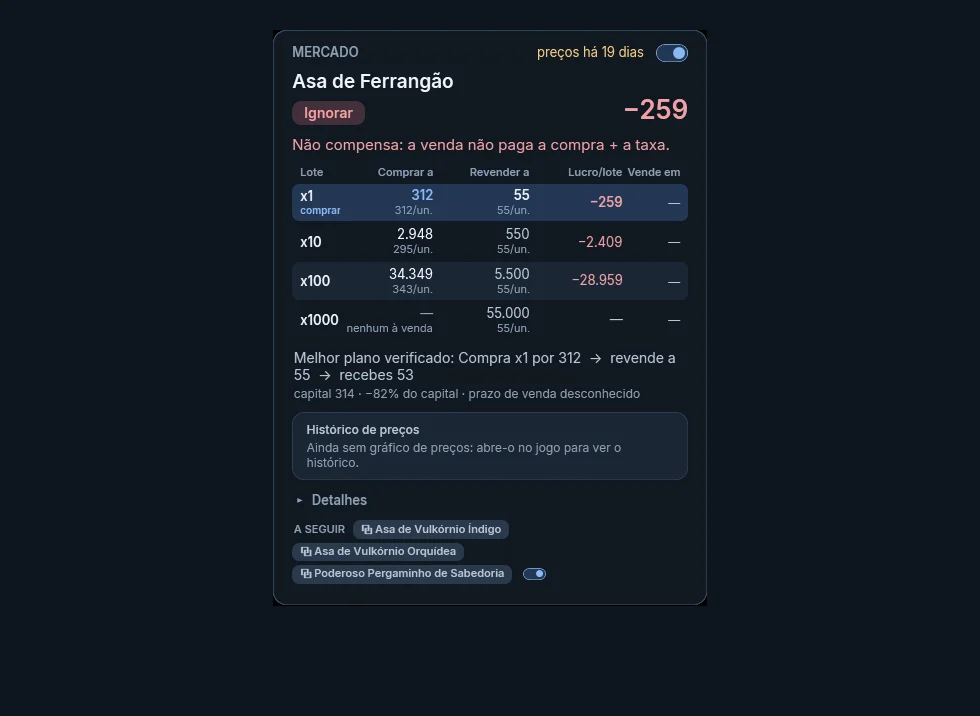 MERCADO preços há 19 dias
Asa de Ferrangão
Ignorar −259
Não compensa: a venda não paga a compra + a taxa.
Lote Comprar a Revender a Lucro/lote Vende em
x1 312 55 −259 —
comprar 312/un. 55/un.
x10 2.948 550 −2.409 —
295/un. 55/un.
x100 34.349 5.500 −28.959 —
343/un. 55/un.
x1000 — 55.000 — —
nenhum à venda 55/un.
Melhor plano verificado: Compra x1 por 312 → revende a
55 → recebes 53
capital 314 · −82% do capital · prazo de venda desconhecido
Histórico de preços
Ainda sem gráfico de preços: abre-o no jogo para ver o
histórico.
▸ Detalhes
A SEGUIR Asa de Vulkórnio Índigo
Asa de Vulkórnio Orquídea
Poderoso Pergaminho de Sabedoria